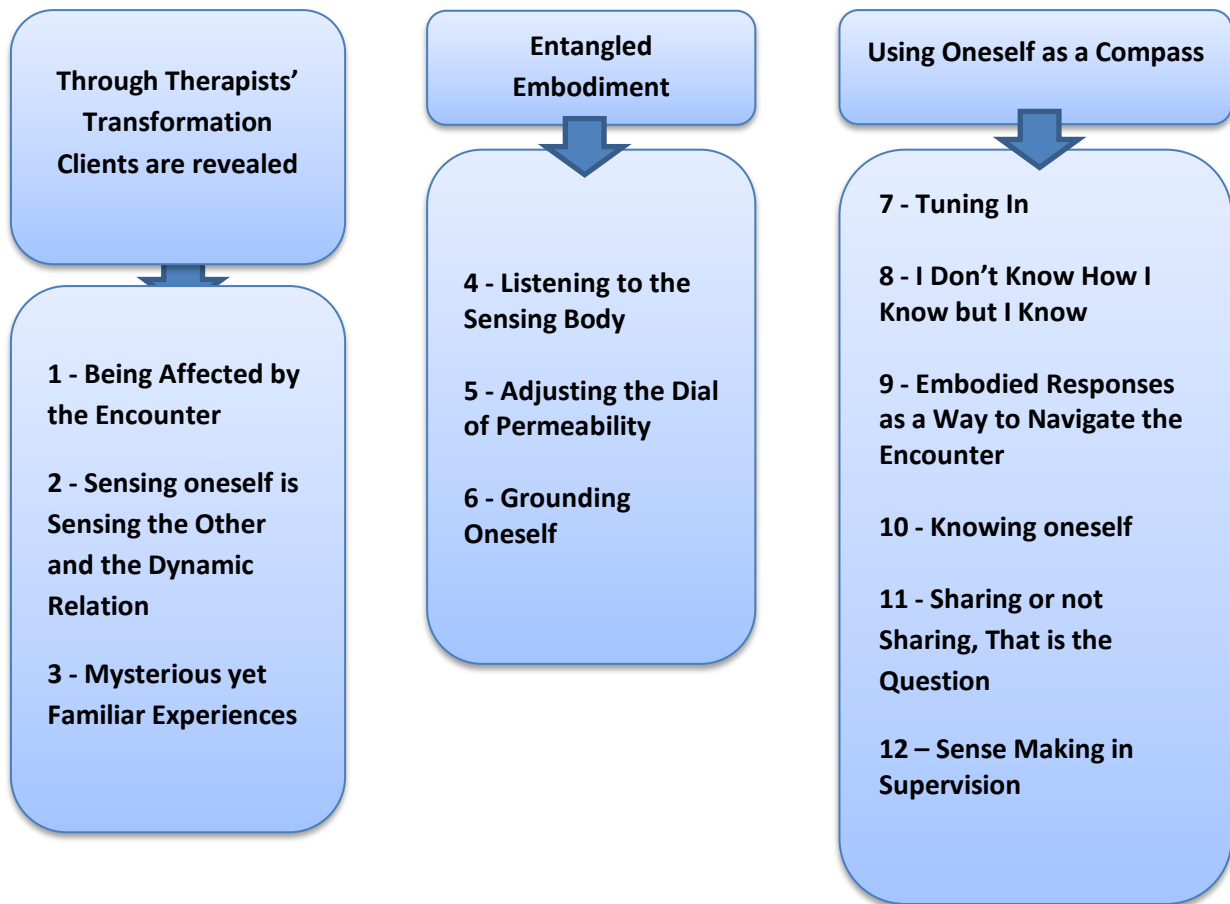 Through Therapists’
Transformation
Clients are revealed
1 - Being Affected by
the Encounter
2 - Sensing oneself is
Sensing the Other
and the Dynamic
Relation
3 - Mysterious yet
Familiar Experiences
Entangled
Embodiment
4 - Listening to the
Sensing Body
5 - Adjusting the Dial
of Permeability
6 - Grounding
Oneself
Using Oneself as a Compass
7 - Tuning In
8 - I Don’t Know How I
Know but I Know
9 - Embodied Responses
as a Way to Navigate the
Encounter
10 - Knowing oneself
11 - Sharing or not
Sharing, That is the
Question
12 – Sense Making in
Supervision